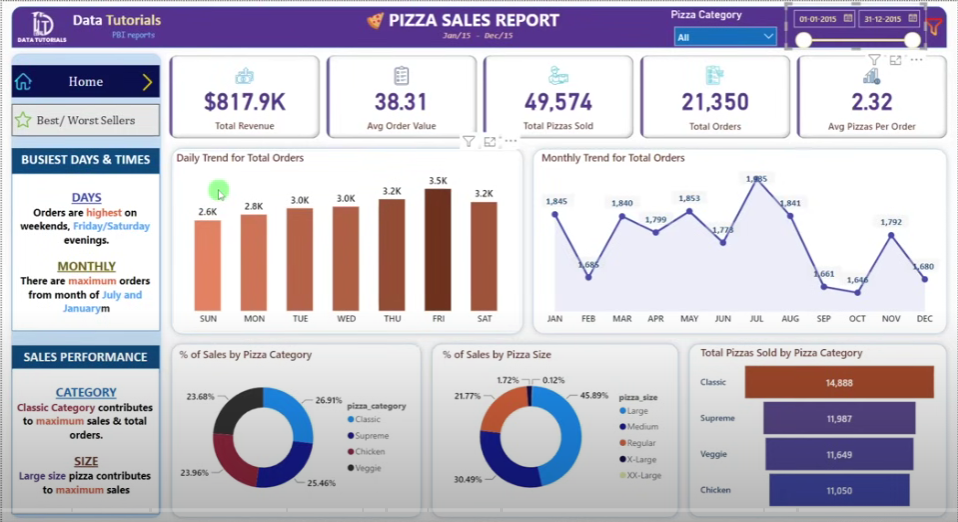 DATA TUTORIALS
Data Tutorials
PBI reports
PIZZA SALES REPORT
Jan/15 - Dec/15
Pizza Category
All
01-01-2015
31-12-2015
Home
Best/ Worst Sellers
$817.9K
Total Revenue
38.31
Avg Order Value
49,574
Total Pizzas Sold
21,350
Total Orders
2.32
Avg Pizzas Per Order
BUSIEST DAYS & TIMES
DAYS
Orders are highest on
weekends, Friday/Saturday
evenings.
MONTHLY
There are maximum orders
from month of July and
Januarym
SALES PERFORMANCE
CATEGORY
Classic Category contributes
to maximum sales & total
orders.
SIZE
Large size pizza contributes
to maximum sales
Daily Trend for Total Orders
2.6K
2.8K
3.0K
3.0K
3.2K
3.5K
3.2K
SUN MON TUE WED THU FRI SAT
Monthly Trend for Total Orders
1,845
1,685
1,840
1,799
1,853
1,773
1,935
1,841
1,661
1,646
1,792
1,680
JAN FEB MAR APR MAY JUN JUL AUG SEP OCT NOV DEC
% of Sales by Pizza Category
23.68%
26.91%
23.96%
25.46%
pizza_category
Classic
Supreme
Chicken
Veggie
% of Sales by Pizza Size
1.72%
0.12%
21.77%
45.89%
30.49%
pizza_size
Large
Medium
Regular
X-Large
XX-Large
Total Pizzas Sold by Pizza Category
Classic 14,888
Supreme 11,987
Veggie 11,649
Chicken 11,050